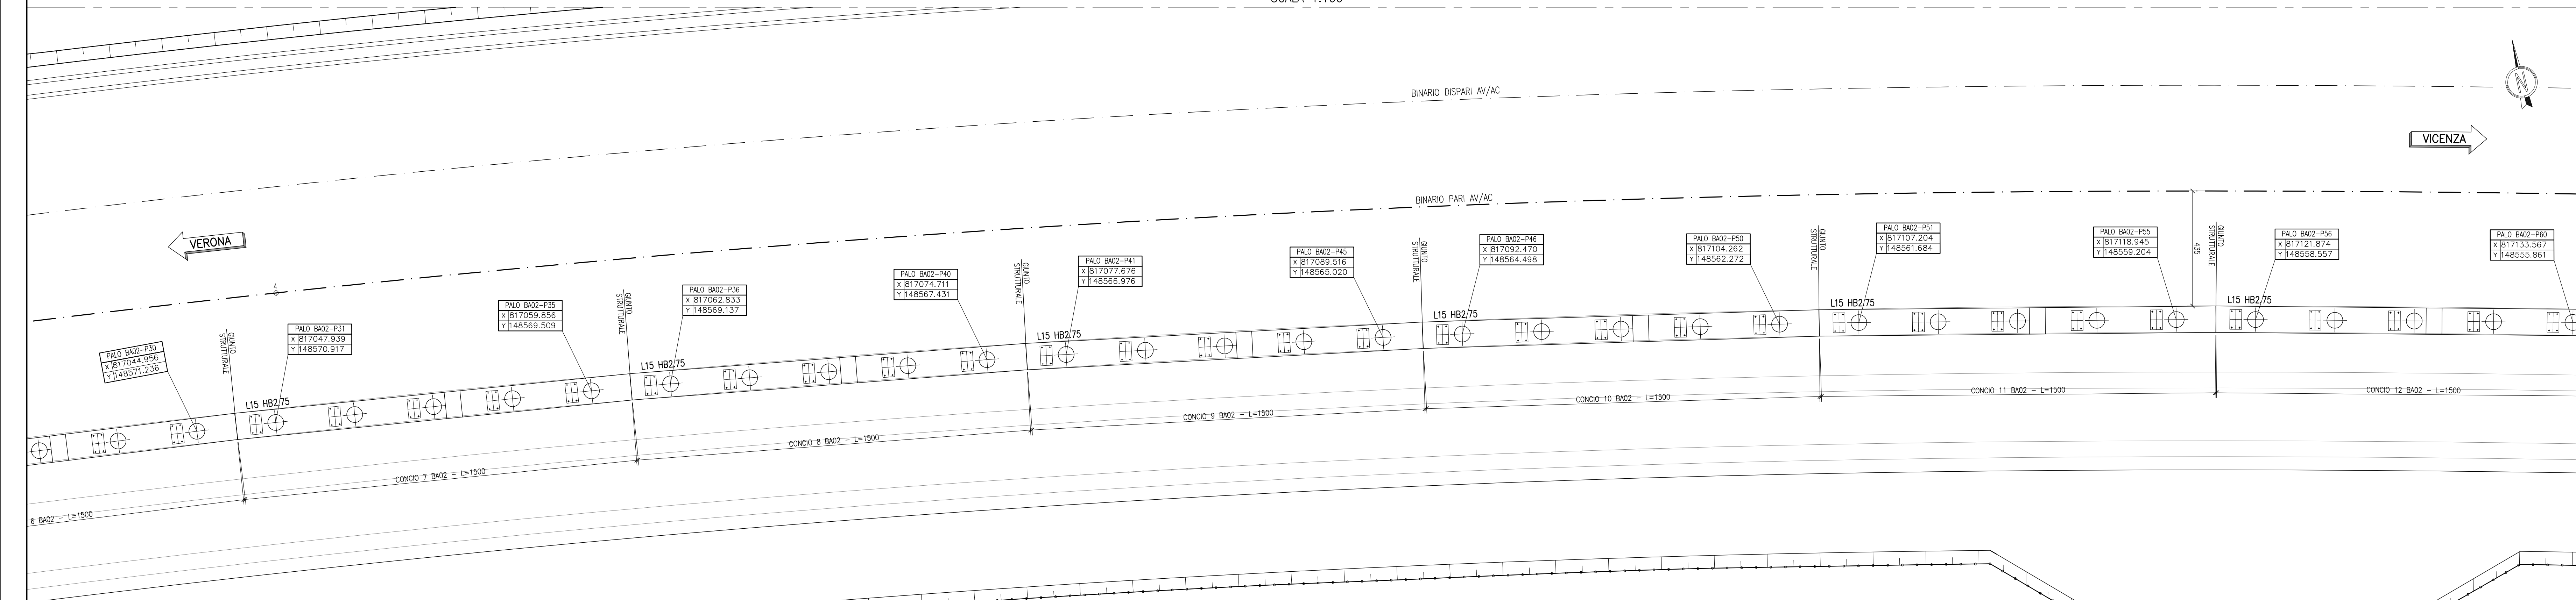 BINARIO DISPARI AV/AC
N
VICENZA
VERONA
BINARIO PARI AV/AC
435
PALO BA02-P30
X 817044.956
Y 148571.236
GIUNTO
STRUTTURALE
PALO BA02-P31
X 817047.939
Y 148570.917
L15 HB2.75
PALO BA02-P35
X 817059.856
Y 148569.509
GIUNTO
STRUTTURALE
PALO BA02-P36
X 817062.833
Y 148569.137
L15 HB2.75
PALO BA02-P40
X 817074.711
Y 148567.431
GIUNTO
STRUTTURALE
PALO BA02-P41
X 817077.676
Y 148566.976
L15 HB2.75
PALO BA02-P45
X 817089.516
Y 148565.020
GIUNTO
STRUTTURALE
PALO BA02-P46
X 817092.470
Y 148564.498
L15 HB2.75
PALO BA02-P50
X 817104.262
Y 148562.272
GIUNTO
STRUTTURALE
PALO BA02-P51
X 817107.204
Y 148561.684
L15 HB2.75
PALO BA02-P55
X 817118.945
Y 148559.204
GIUNTO
STRUTTURALE
PALO BA02-P56
X 817121.874
Y 148558.557
L15 HB2.75
PALO BA02-P60
X 817133.567
Y 148555.861
6 BA02 - L=1500
CONCIO 7 BA02 - L=1500
CONCIO 8 BA02 - L=1500
CONCIO 9 BA02 - L=1500
CONCIO 10 BA02 - L=1500
CONCIO 11 BA02 - L=1500
CONCIO 12 BA02 - L=1500